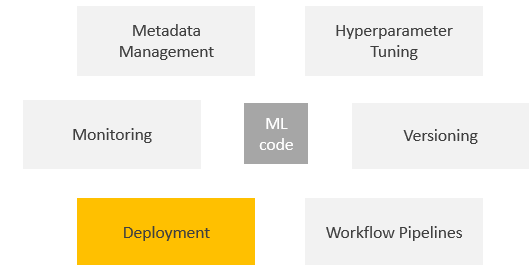 Metadata
Management
Hyperparameter
Tuning
Monitoring
ML
code
Versioning
Deployment
Workflow Pipelines